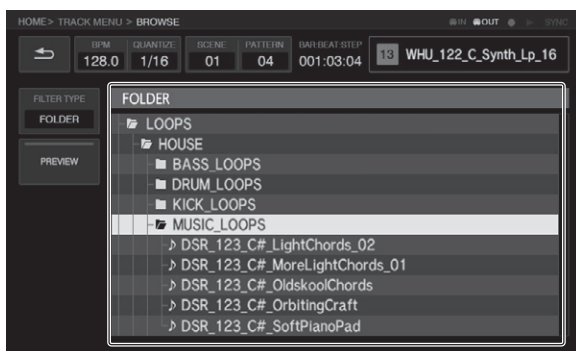 HOME> TRACK MENU > BROWSE
IN OUT SYNC
BPM QUANTIZE SCENE PATTERN BAR:BEAT:STEP
128.0 1/16 01 04 001:03:04 13 WHU_122_C_Synth_Lp_16
FILTER TYPE
FOLDER
PREVIEW
FOLDER
LOOPS
HOUSE
BASS_LOOPS
DRUM_LOOPS
KICK_LOOPS
MUSIC_LOOPS
DSR_123_C#_LightChords_02
DSR_123_C#_MoreLightChords_01
DSR_123_C#_OldskoolChords
DSR_123_C#_OrbitingCraft
DSR_123_C#_SoftPianoPad